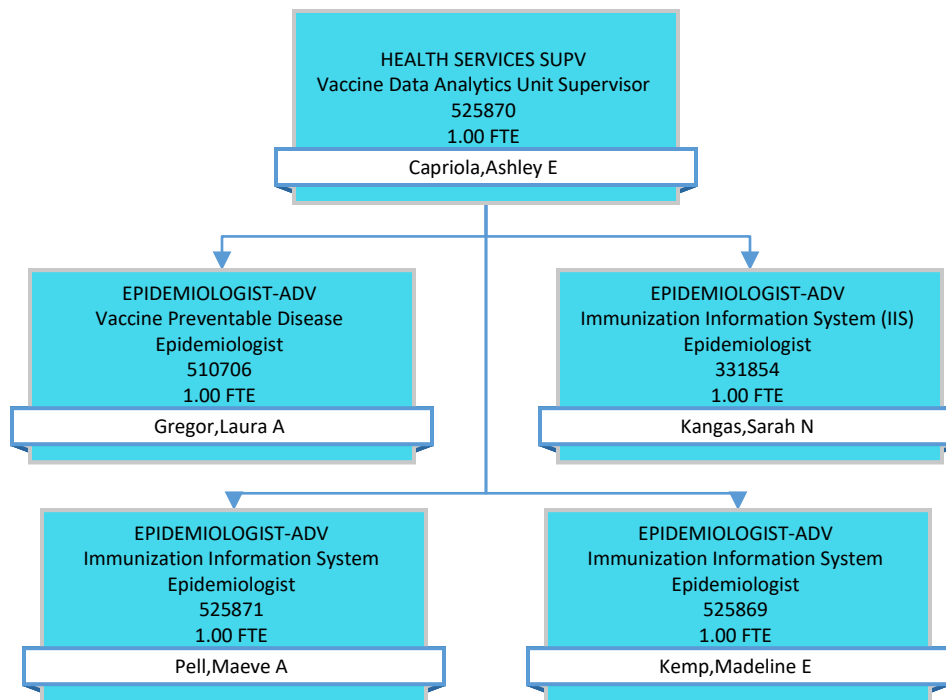 HEALTH SERVICES SUPV
Vaccine Data Analytics Unit Supervisor
525870
1.00 FTE
Capriola,Ashley E
EPIDEMIOLOGIST-ADV
Vaccine Preventable Disease
Epidemiologist
510706
1.00 FTE
Gregor,Laura A
EPIDEMIOLOGIST-ADV
Immunization Information System (IIS)
Epidemiologist
331854
1.00 FTE
Kangas,Sarah N
EPIDEMIOLOGIST-ADV
Immunization Information System
Epidemiologist
525871
1.00 FTE
Pell,Maeve A
EPIDEMIOLOGIST-ADV
Immunization Information System
Epidemiologist
525869
1.00 FTE
Kemp,Madeline E